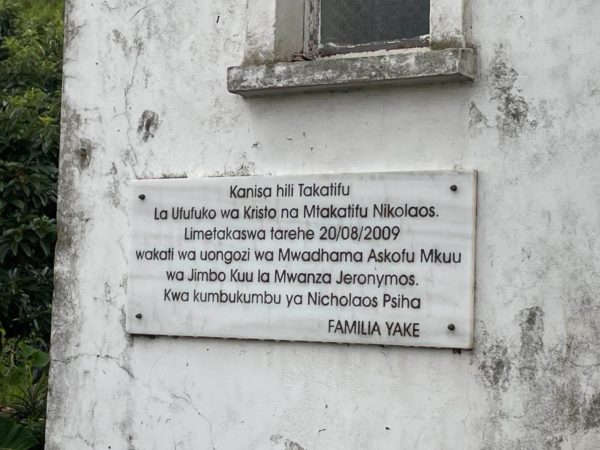 Kanisa hili Takatifu
La Ufufuko wa Kristo na Mtakatifu Nikolaos.
Limetakaswa tarehe 20/08/2009
wakati wa uongozi wa Mwadhama Askofu Mkuu
wa Jimbo Kuu la Mwanza Jeronymos.
Kwa kumbukumbu ya Nicholaos Psiha
FAMILIA YAKE